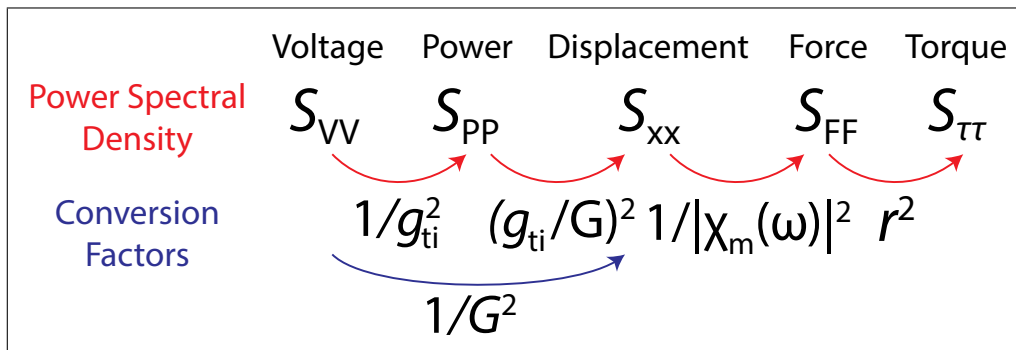 Voltage Power Displacement Force Torque
Power Spectral
Density
S_VV S_PP S_xx S_FF S_ττ
Conversion
Factors
1/g_ti^2 (g_ti/G)^2 1/|χ_m(ω)|^2 r^2
1/G^2